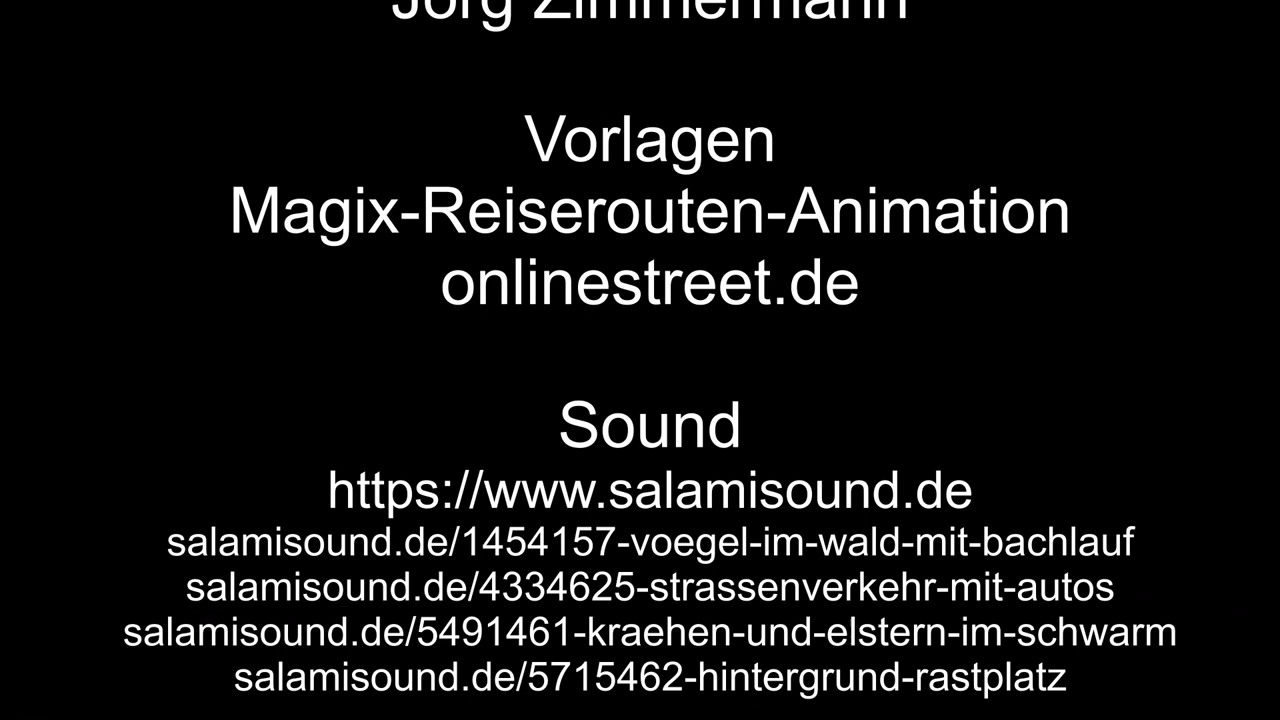 Jörg Zimmermann
Vorlagen
Magix-Reiserouten-Animation
onlinestreet.de
Sound
https://www.salamisound.de
salamisound.de/1454157-voegel-im-wald-mit-bachlauf
salamisound.de/4334625-strassenverkehr-mit-autos
salamisound.de/5491461-kraehen-und-elstern-im-schwarm
salamisound.de/5715462-hintergrund-rastplatz